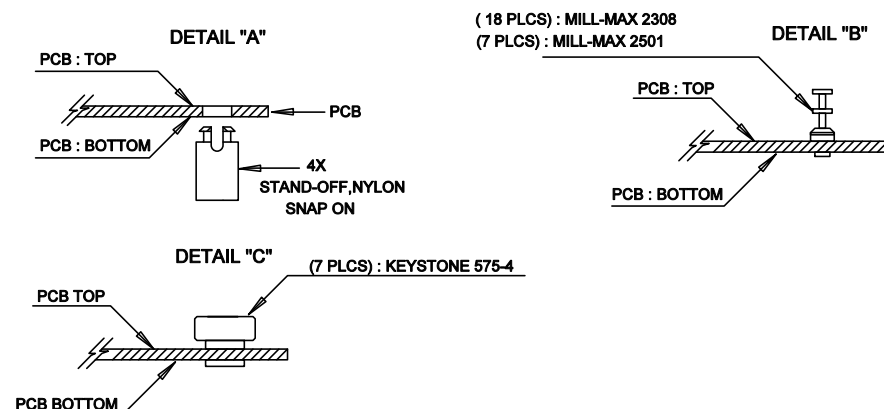 DETAIL "A"
PCB : TOP
PCB
PCB : BOTTOM
4X
STAND-OFF,NYLON
SNAP ON
( 18 PLCS) : MILL-MAX 2308
(7 PLCS) : MILL-MAX 2501
DETAIL "B"
PCB : TOP
PCB : BOTTOM
DETAIL "C"
(7 PLCS) : KEYSTONE 575-4
PCB TOP
PCB BOTTOM